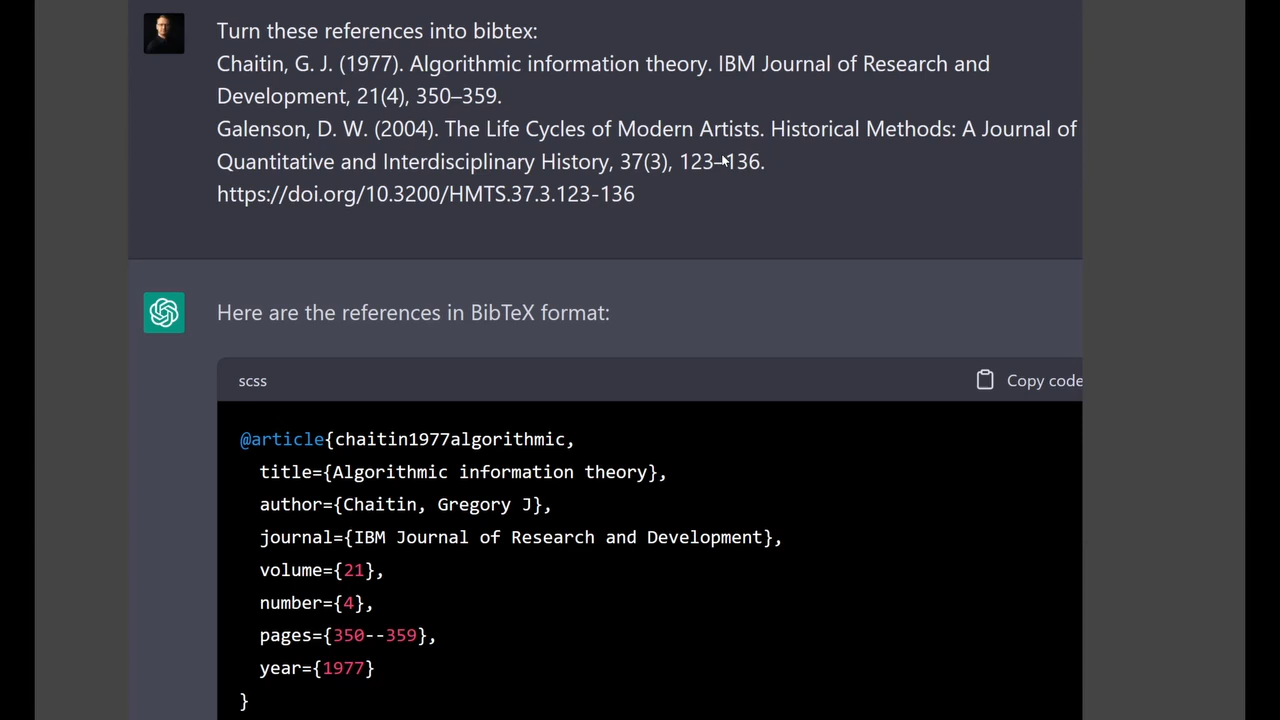 Turn these references into bibtex:
Chaitin, G. J. (1977). Algorithmic information theory. IBM Journal of Research and
Development, 21(4), 350–359.
Galenson, D. W. (2004). The Life Cycles of Modern Artists. Historical Methods: A Journal of
Quantitative and Interdisciplinary History, 37(3), 123–136.
https://doi.org/10.3200/HMTS.37.3.123-136
Here are the references in BibTeX format:
scss
Copy code
@article{chaitin1977algorithmic,
  title={Algorithmic information theory},
  author={Chaitin, Gregory J},
  journal={IBM Journal of Research and Development},
  volume={21},
  number={4},
  pages={350--359},
  year={1977}
}